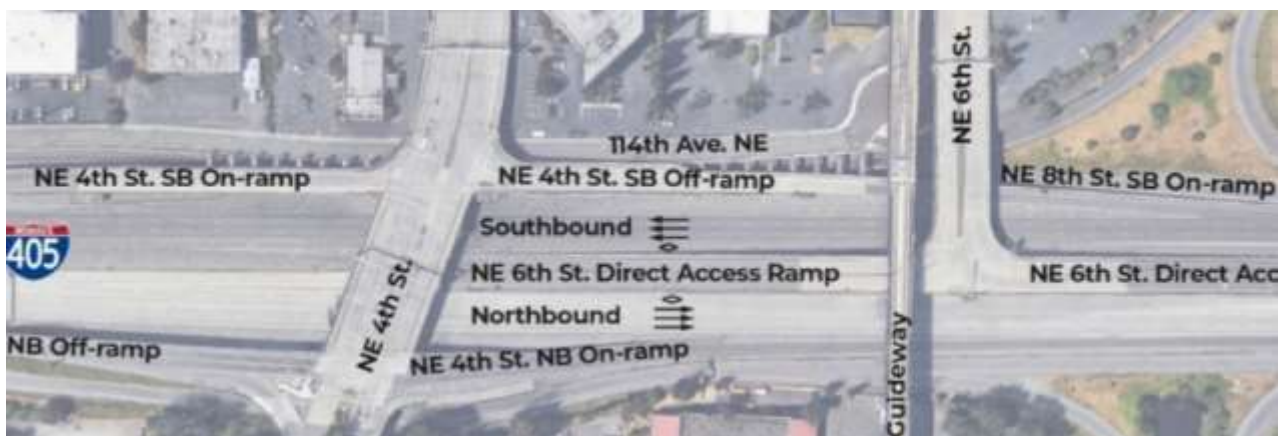 NE 6th St.
114th Ave. NE
NE 4th St. SB On-ramp
NE 4th St. SB Off-ramp
NE 8th St. SB On-ramp
Southbound
405
NE 6th St. Direct Access Ramp
NE 6th St. Direct Acc
NE 4th St.
Northbound
NB Off-ramp
NE 4th St. NB On-ramp
Guideway